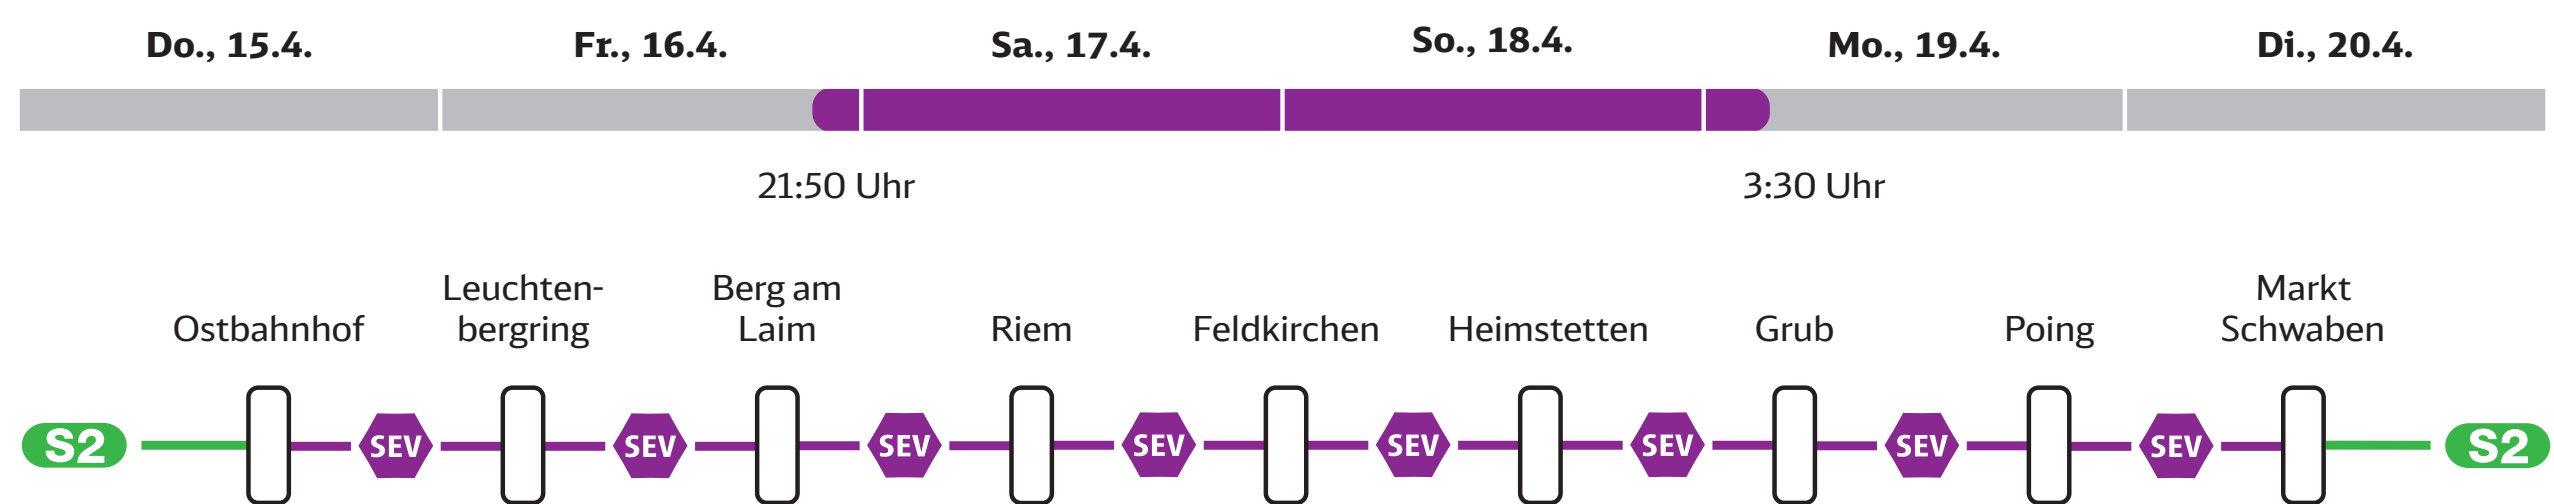 Do., 15.4.
Fr., 16.4.
Sa., 17.4.
So., 18.4.
Mo., 19.4.
Di., 20.4.
21:50 Uhr
3:30 Uhr
Ostbahnhof
Leuchten-
bergring
Berg am
Laim
Riem
Feldkirchen
Heimstetten
Grub
Poing
Markt
Schwaben
S2
SEV
SEV
SEV
SEV
SEV
SEV
SEV
SEV
S2